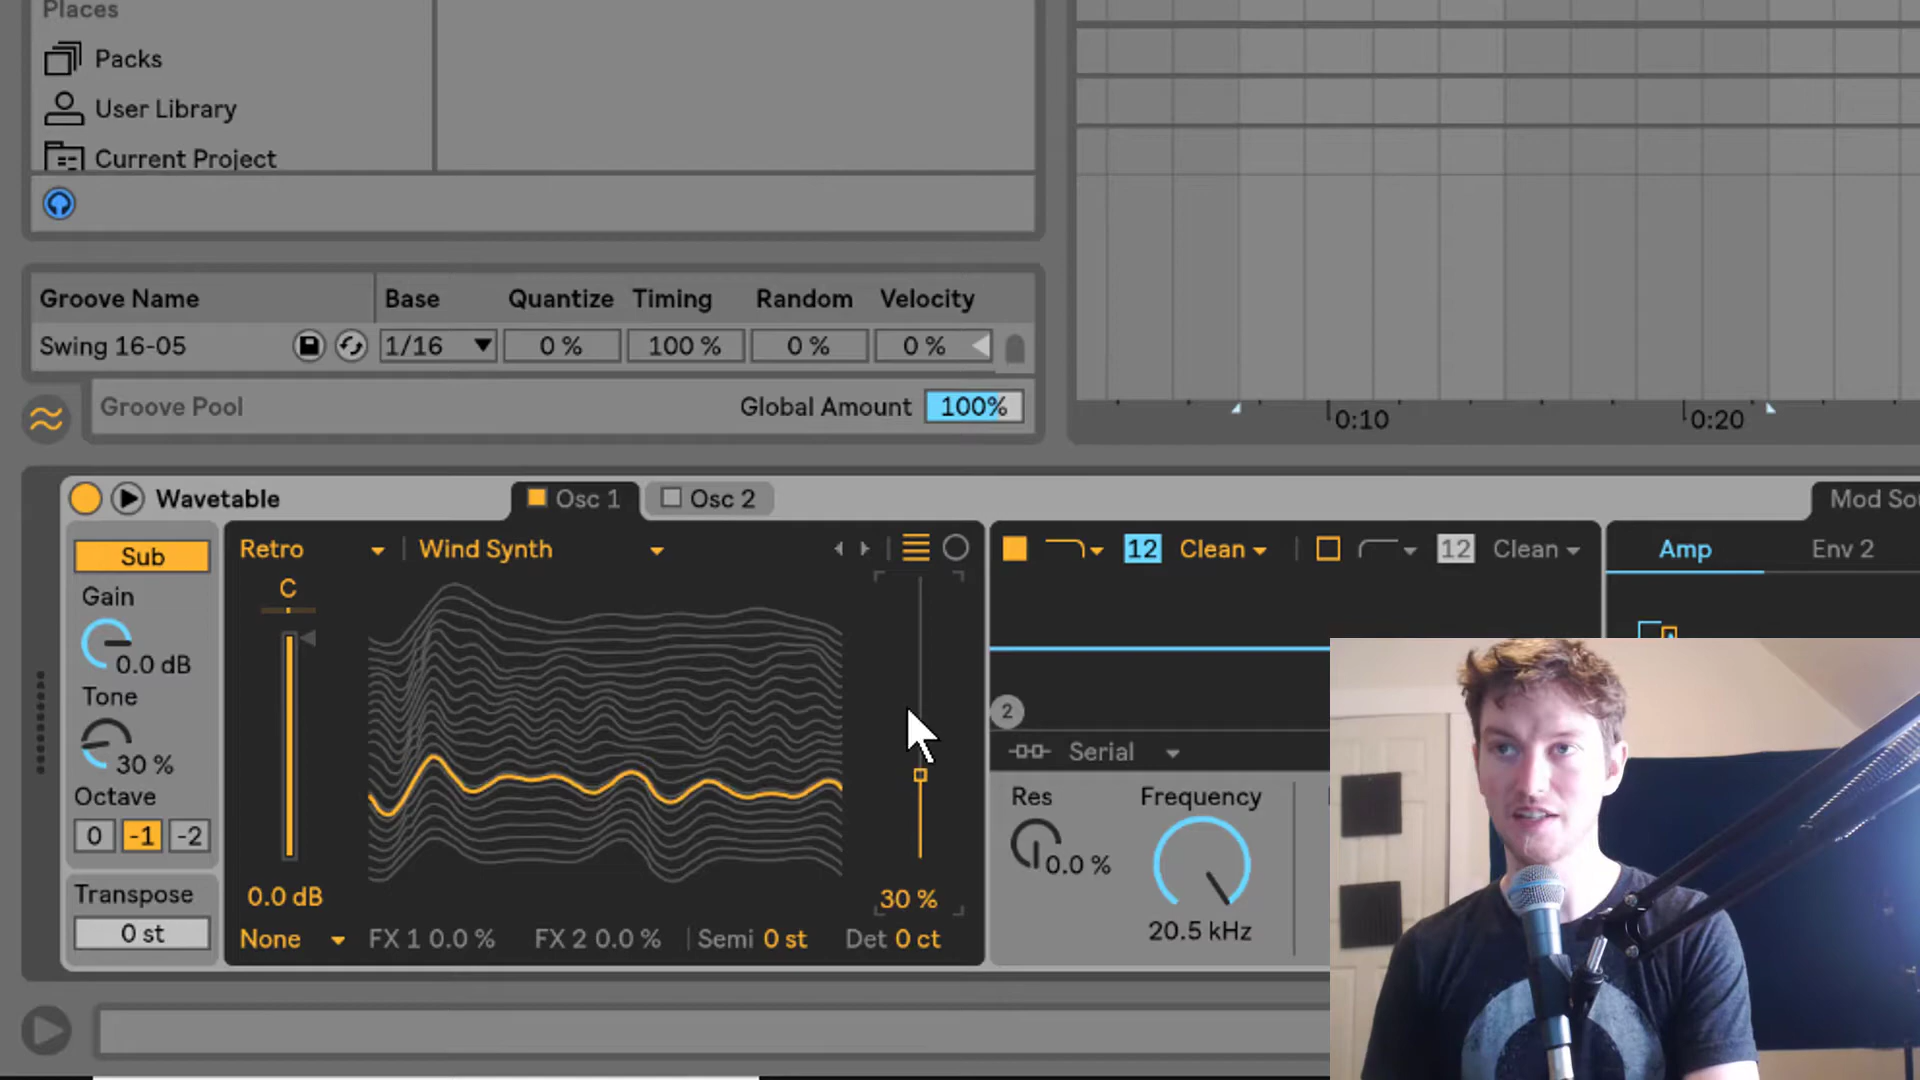 Places
Packs
User Library
Current Project
Groove Name Base Quantize Timing Random Velocity
Swing 16-05 1/16 0 % 100 % 0 % 0 %
Groove Pool Global Amount 100%
0:10 0:20
Wavetable Osc 1 Osc 2 Mod
Sub Retro Wind Synth 12 Clean 12 Clean Amp Env 2
Gain C
0.0 dB
Tone
30 %
2
Serial
Octave Res Frequency
0 -1 -2 0.0 %
Transpose 0.0 dB 30 % 20.5 kHz
0 st None FX 1 0.0 % FX 2 0.0 % Semi 0 st Det 0 ct